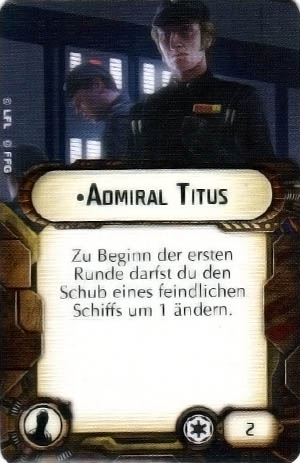 © LFL © FFG
•ADMIRAL TITUS
Zu Beginn der ersten
Runde darfst du den
Schub eines feindlichen
Schiffs um 1 ändern.
2